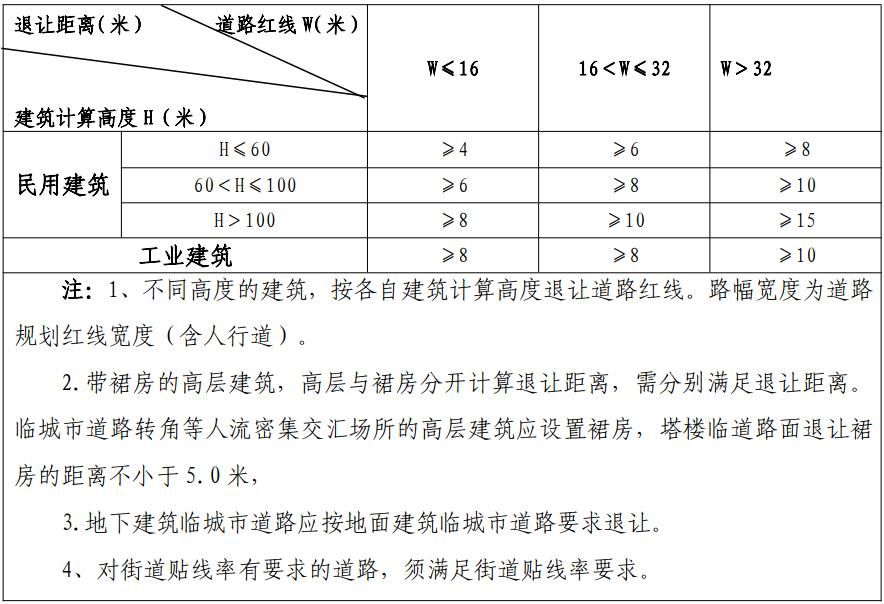 退让距离(米) 道路红线 W(米)
建筑计算高度 H（米）
W≤16 16<W≤32 W>32
民用建筑
H≤60 ≥4 ≥6 ≥8
60<H≤100 ≥6 ≥8 ≥10
H>100 ≥8 ≥10 ≥15
工业建筑 ≥8 ≥8 ≥10
注：1、不同高度的建筑，按各自建筑计算高度退让道路红线。路幅宽度为道路
规划红线宽度（含人行道）。
2.带裙房的高层建筑，高层与裙房分开计算退让距离，需分别满足退让距离。
临城市道路转角等人流密集交汇场所的高层建筑应设置裙房，塔楼临道路面退让裙
房的距离不小于 5.0 米，
3.地下建筑临城市道路应按地面建筑临城市道路要求退让。
4、对街道贴线率有要求的道路，须满足街道贴线率要求。